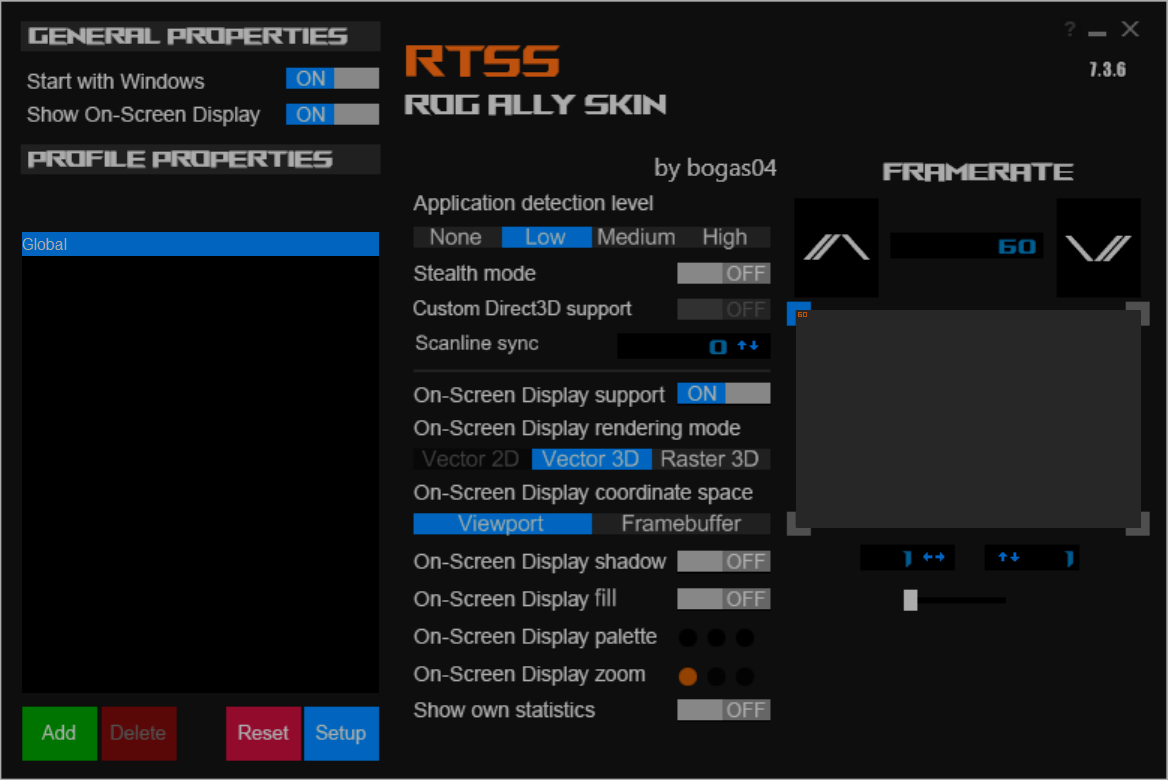 GENERAL PROPERTIES
Start with Windows ON
Show On-Screen Display ON
PROFILE PROPERTIES
Global
Add Delete Reset Setup
RTSS
ROG ALLY SKIN
by bogas04
Application detection level
None Low Medium High
Stealth mode OFF
Custom Direct3D support OFF
Scanline sync 0
On-Screen Display support ON
On-Screen Display rendering mode
Vector 2D Vector 3D Raster 3D
On-Screen Display coordinate space
Viewport Framebuffer
On-Screen Display shadow OFF
On-Screen Display fill OFF
On-Screen Display palette
On-Screen Display zoom
Show own statistics OFF
?
7.3.6
FRAMERATE
60
60
1 1